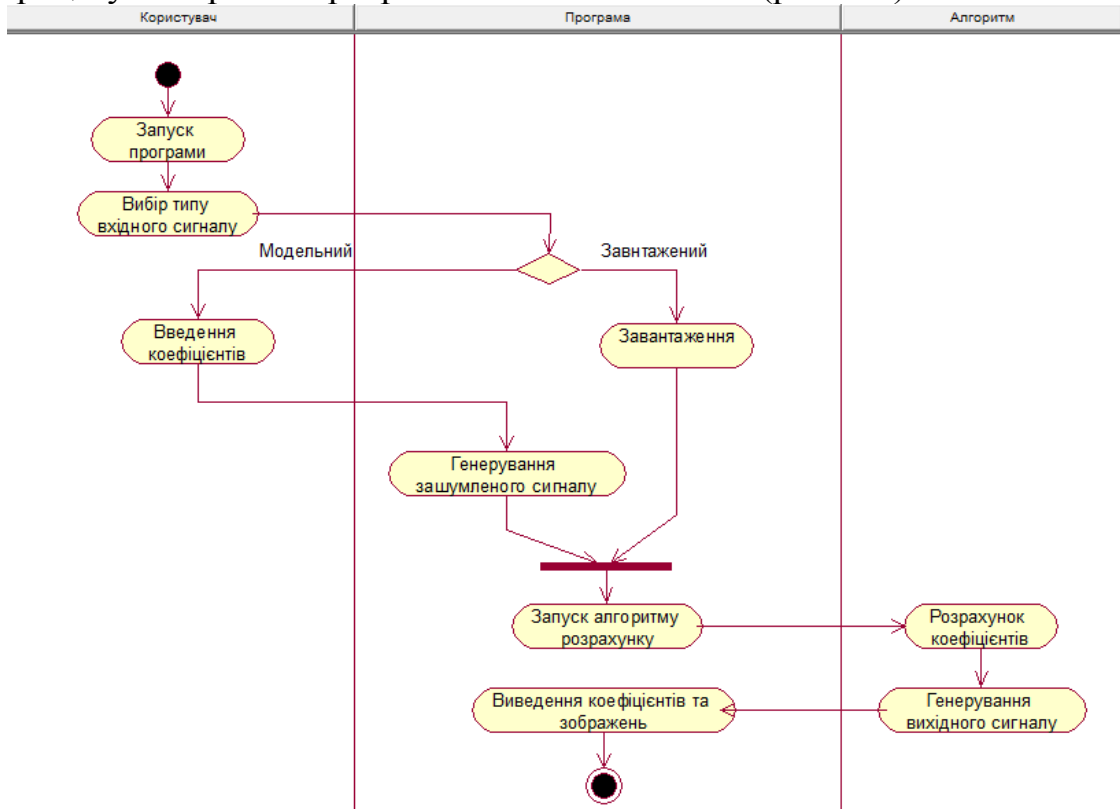 Користувач
Програма
Алгоритм
Запуск
програми
Вибір типу
вхідного сигналу
Модельний
Завнтажений
Введення
коефіцієнтів
Завантаження
Генерування
зашумленого сигналу
Запуск алгоритму
розрахунку
Розрахунок
коефіцієнтів
Виведення коефіцієнтів та
зображень
Генерування
вихідного сигналу